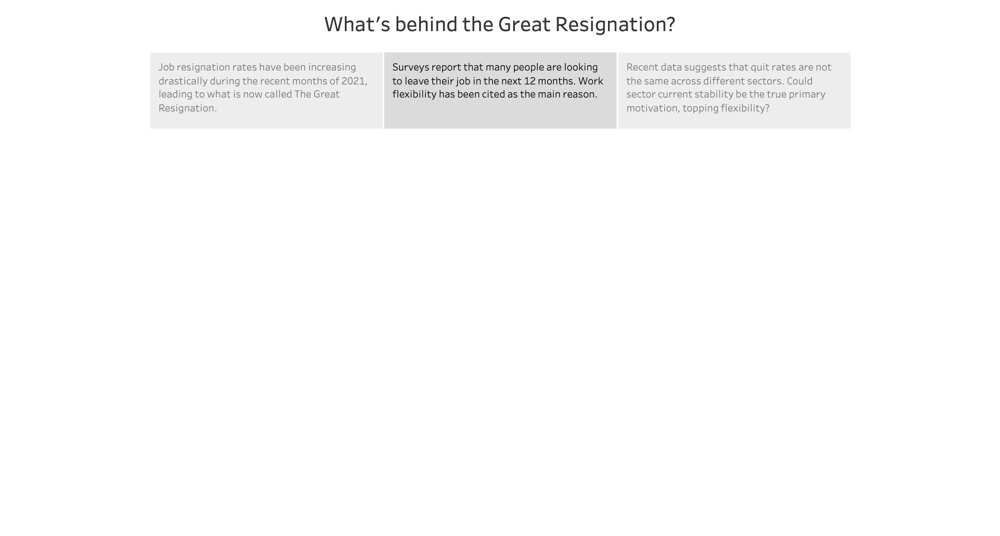 What’s behind the Great Resignation?
Job resignation rates have been increasing
drastically during the recent months of 2021,
leading to what is now called The Great
Resignation.
Surveys report that many people are looking
to leave their job in the next 12 months. Work
flexibility has been cited as the main reason.
Recent data suggests that quit rates are not
the same across different sectors. Could
sector current stability be the true primary
motivation, topping flexibility?